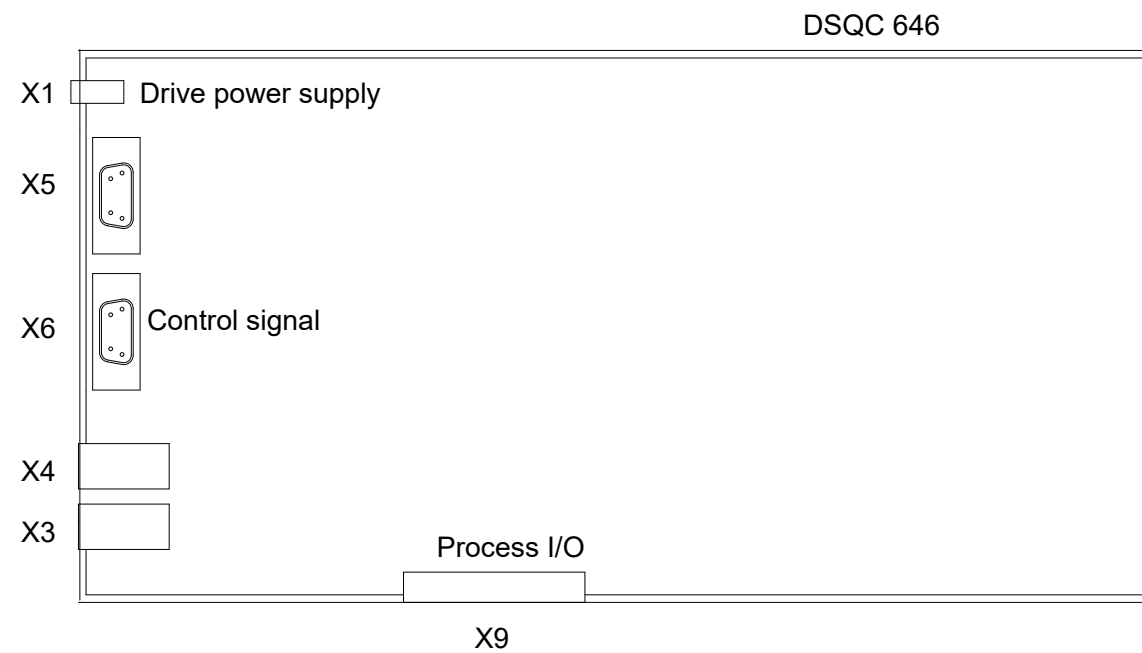 DSQC 646
X1 Drive power supply
X5
X6 Control signal
X4
X3
Process I/O
X9